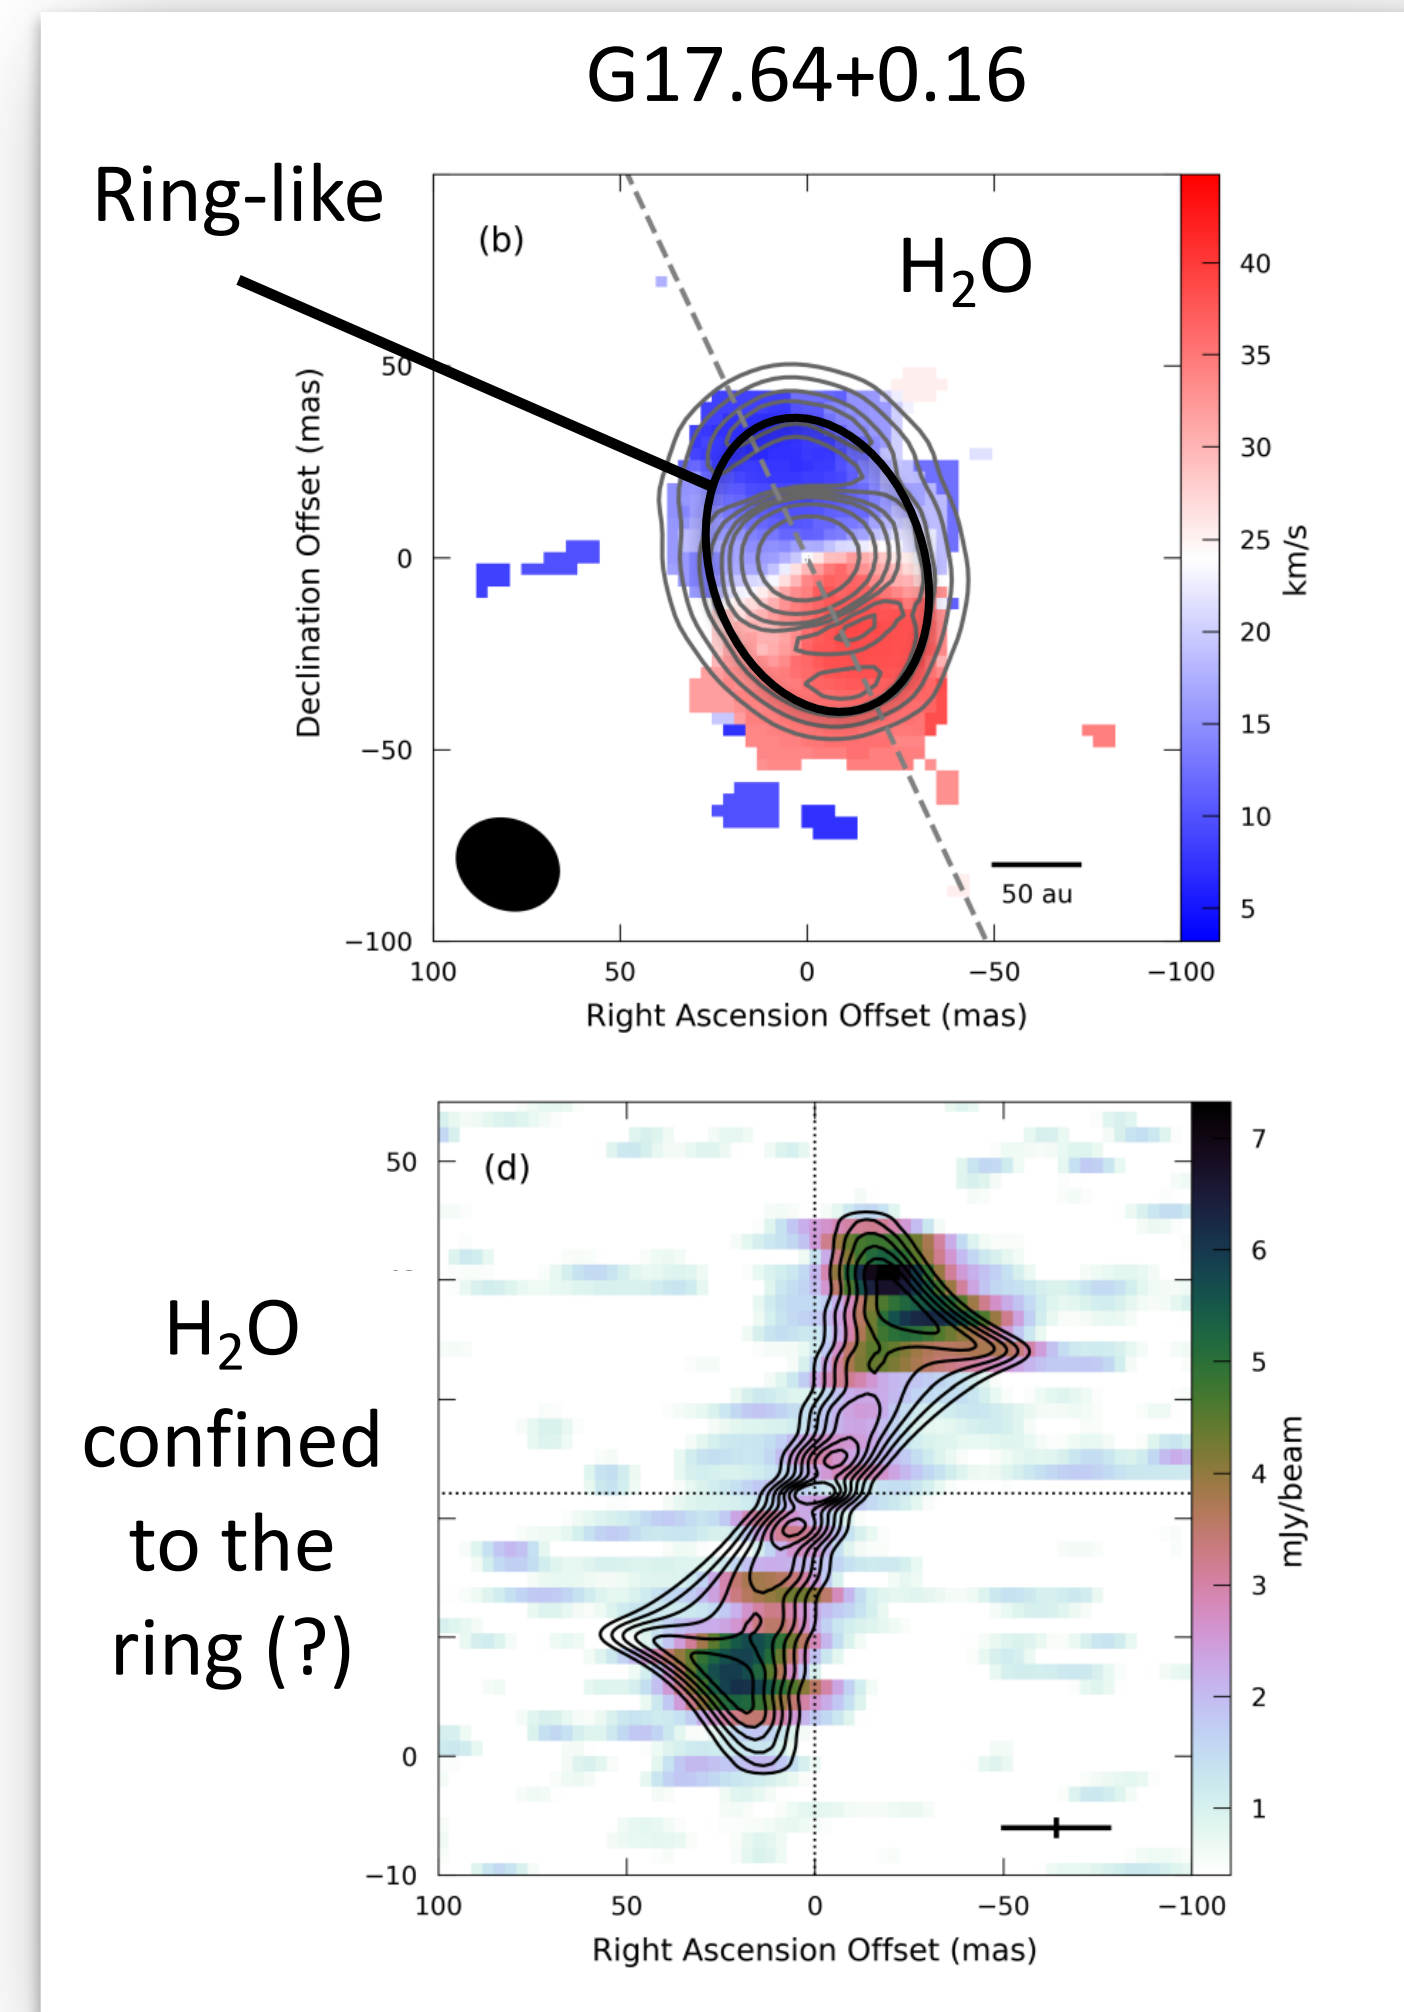 G17.64+0.16
Ring-like
(b)
H₂O
50
0
−50
−100
Declination Offset (mas)
100 50 0 −50 −100
Right Ascension Offset (mas)
50 au
40
35
30
25
20
15
10
5
km/s
H₂O
confined
to the
ring (?)
(d)
50
0
−10
100 50 0 −50 −100
Right Ascension Offset (mas)
7
6
5
4
3
2
1
mJy/beam